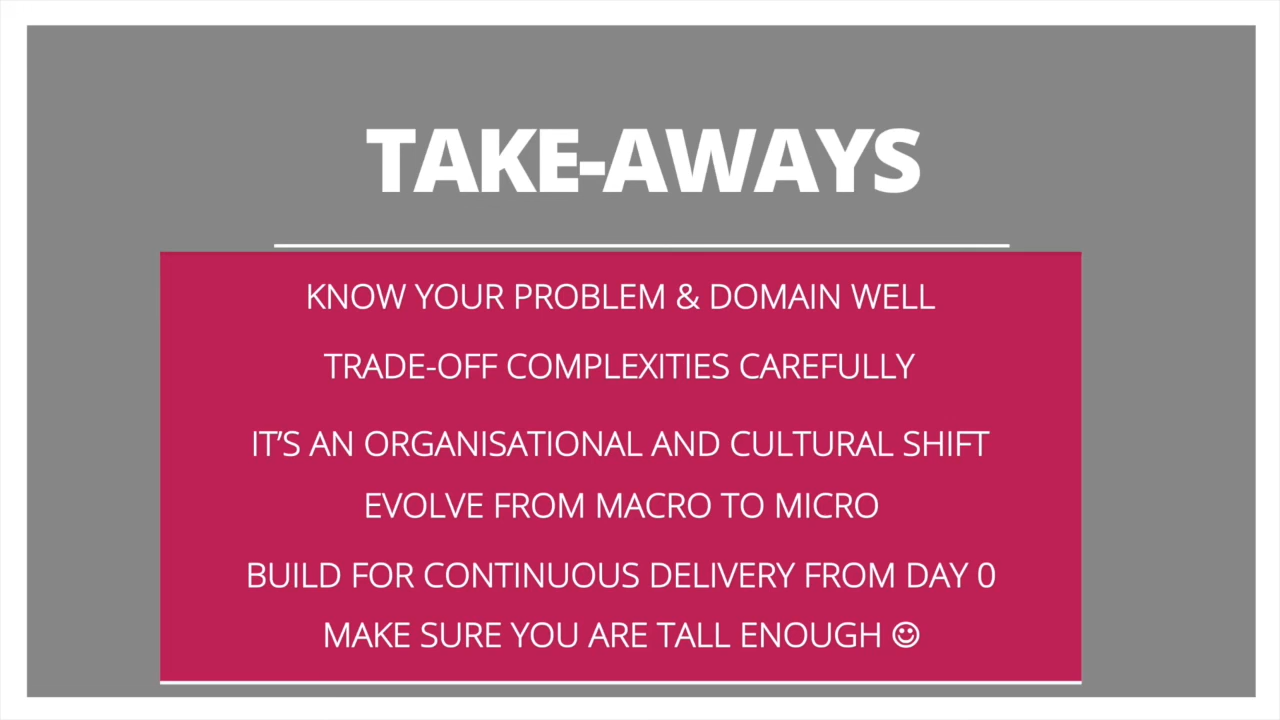 TAKE-AWAYS
KNOW YOUR PROBLEM & DOMAIN WELL
TRADE-OFF COMPLEXITIES CAREFULLY
IT’S AN ORGANISATIONAL AND CULTURAL SHIFT
EVOLVE FROM MACRO TO MICRO
BUILD FOR CONTINUOUS DELIVERY FROM DAY 0
MAKE SURE YOU ARE TALL ENOUGH ☺